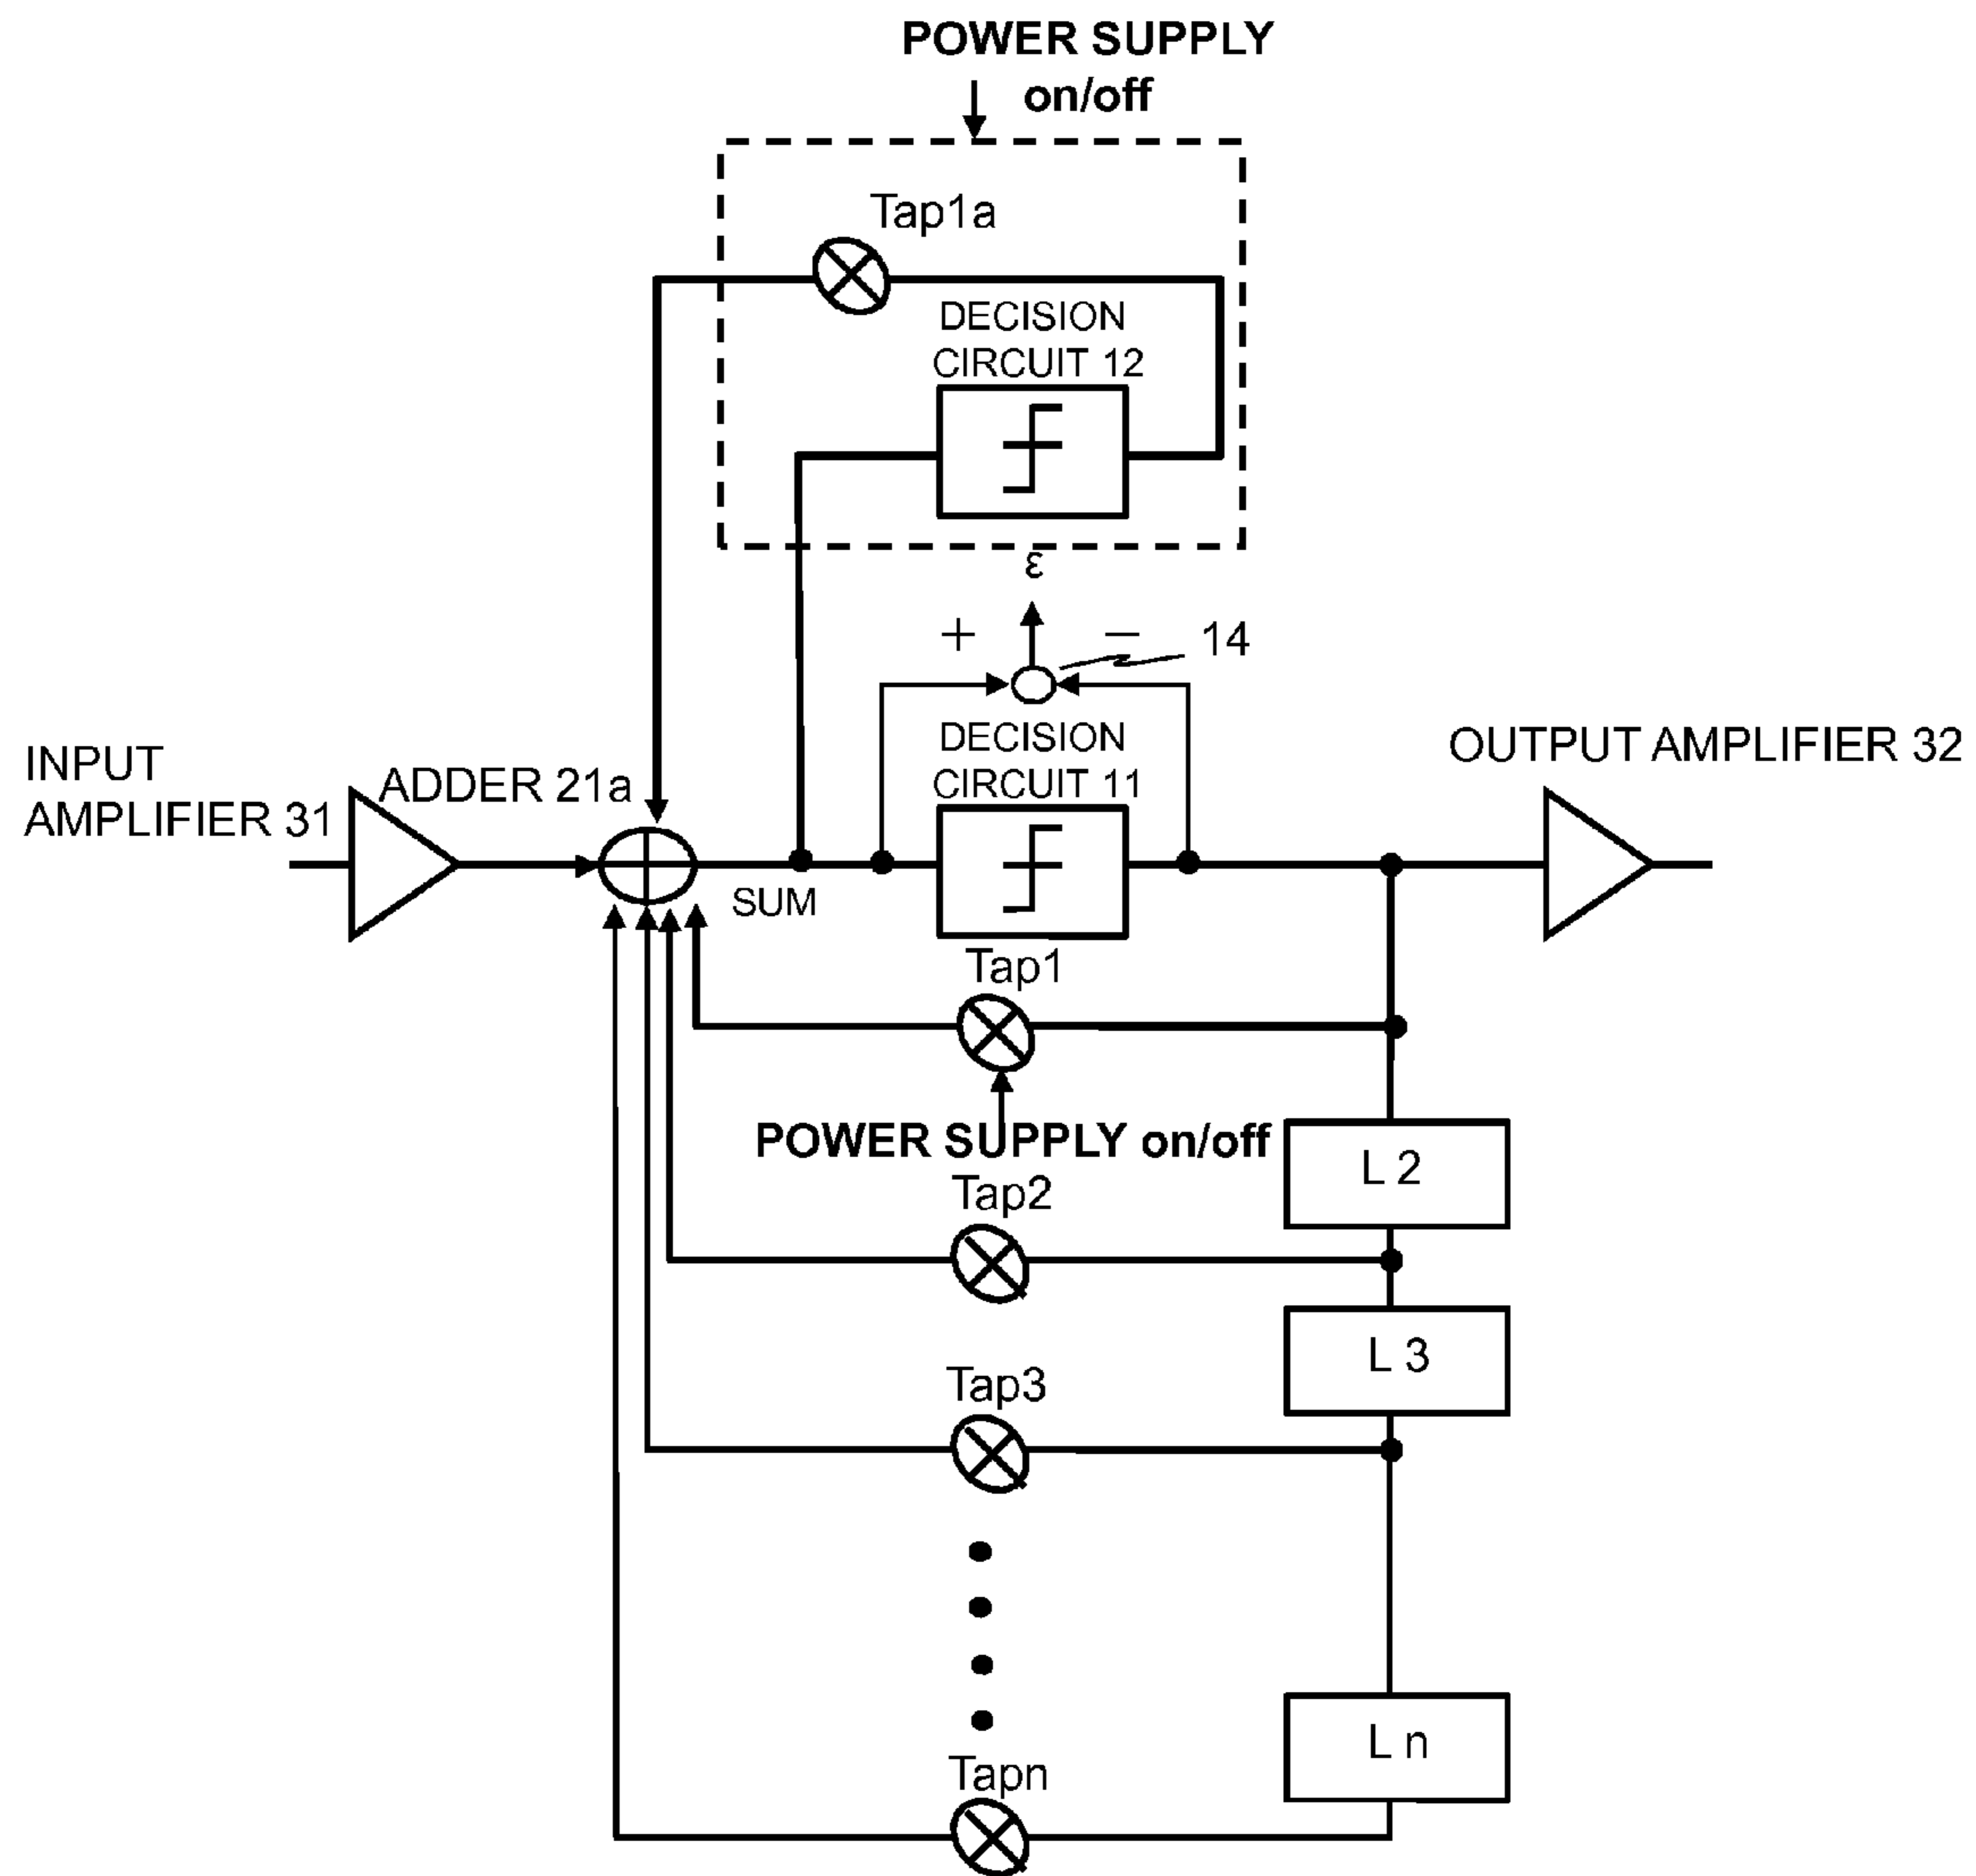 POWER SUPPLY
on/off
Tap1a
DECISION
CIRCUIT 12
ε
+
−
14
DECISION
CIRCUIT 11
INPUT
AMPLIFIER 31
ADDER 21a
OUTPUT AMPLIFIER 32
SUM
Tap1
POWER SUPPLY on/off
L 2
Tap2
L 3
Tap3
L n
Tapn